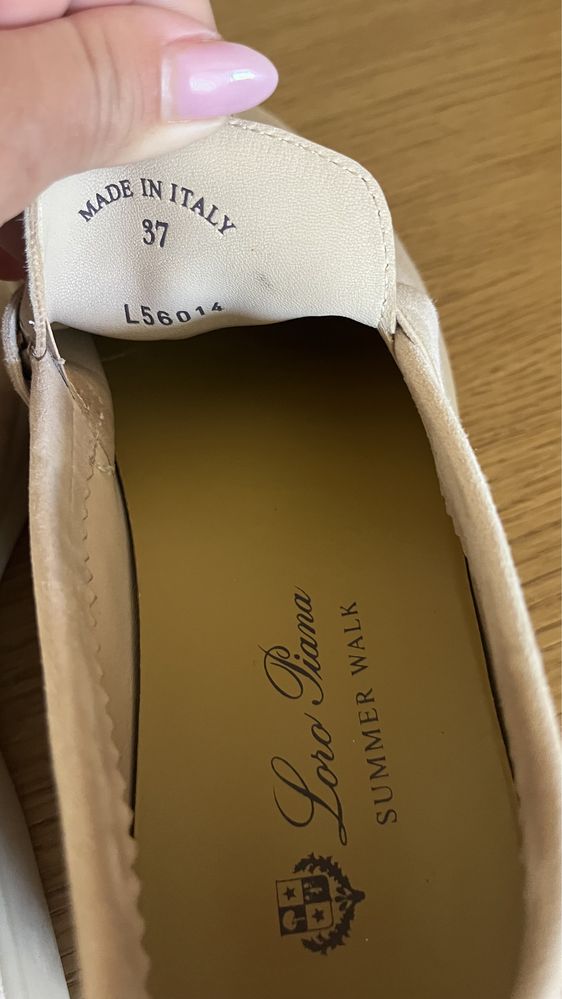 MADE IN ITALY
37
L56014
Loro Piana
SUMMER WALK